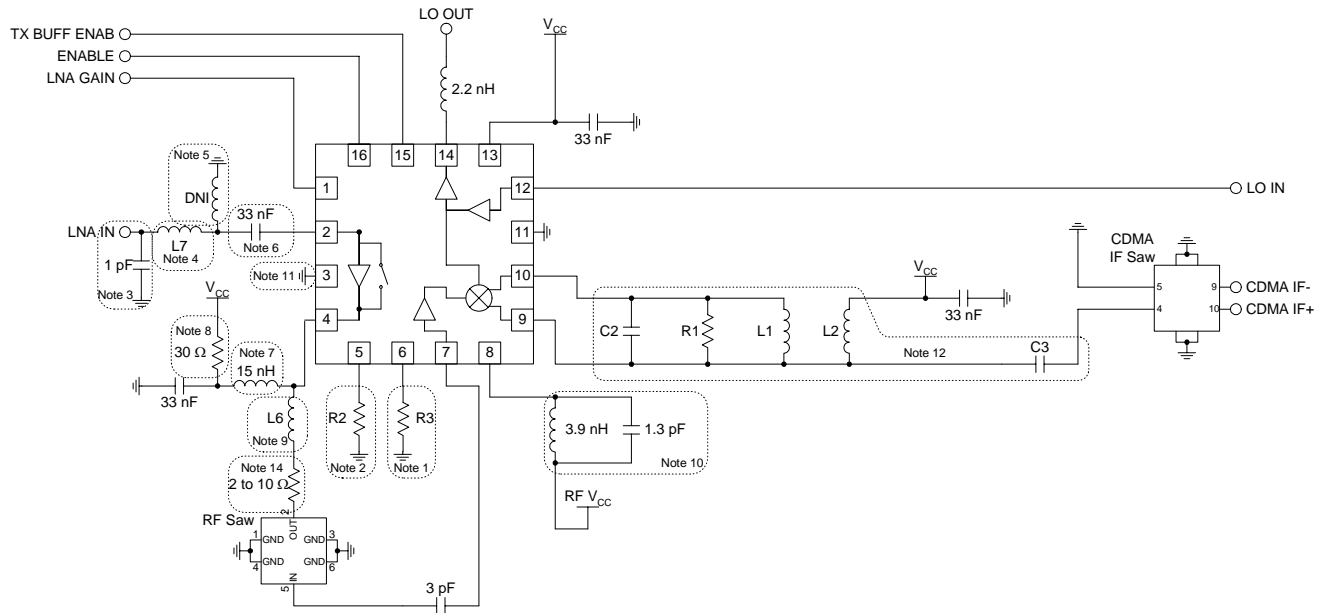 LO OUT
TX BUFF ENAB
ENABLE
LNA GAIN
VCC
2.2 nH
33 nF
16
15
14
13
1
12
LO IN
Note 5
DNI
33 nF
LNA IN
L7
Note 4
Note 6
2
11
1 pF
Note 3
Note 11
3
10
CDMA
IF Saw
VCC
VCC
4
9
5
9
CDMA IF-
4
10
CDMA IF+
Note 8
30 Ω
Note 7
15 nH
33 nF
5
6
7
8
C2
R1
L1
L2
33 nF
Note 12
C3
L6
Note 9
R2
Note 2
R3
Note 1
3.9 nH
1.3 pF
Note 10
Note 14
2 to 10 Ω
RF VCC
RF Saw
2
OUT
1
GND
GND
3
4
GND
GND
6
IN
5
3 pF